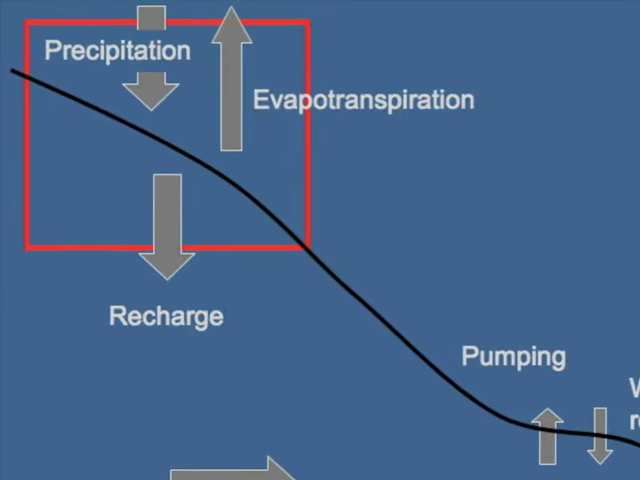 Precipitation
Evapotranspiration
Recharge
Pumping